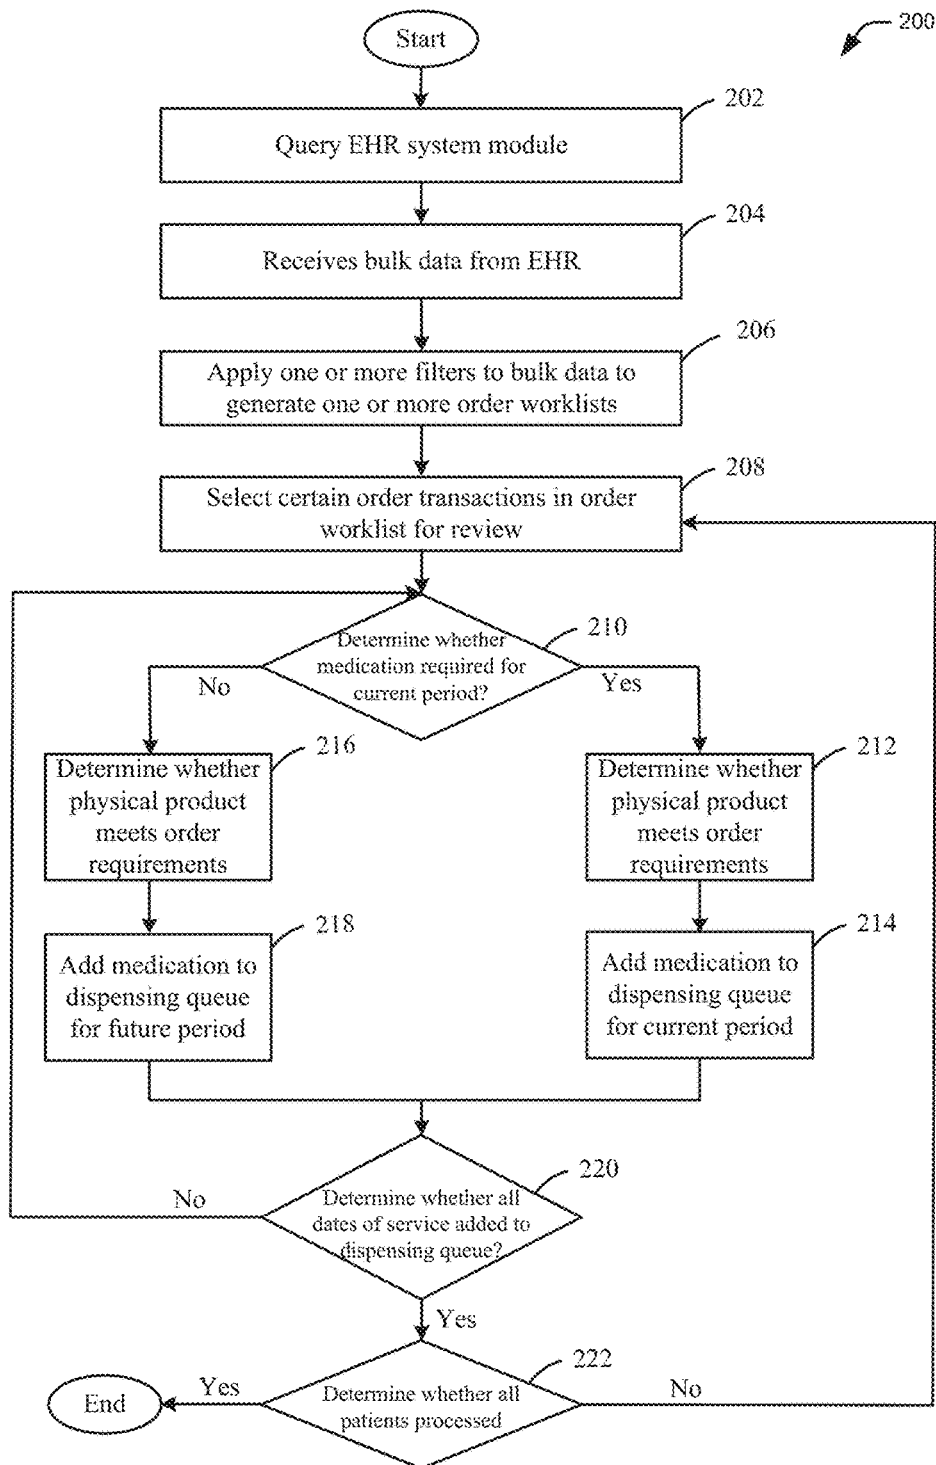 Start
200
202
Query EHR system module
204
Receives bulk data from EHR
206
Apply one or more filters to bulk data to
generate one or more order worklists
208
Select certain order transactions in order
worklist for review
210
Determine whether
medication required for
current period?
No
Yes
216
Determine whether
physical product
meets order
requirements
212
Determine whether
physical product
meets order
requirements
218
Add medication to
dispensing queue
for future period
214
Add medication to
dispensing queue
for current period
220
Determine whether all
dates of service added to
dispensing queue?
No
Yes
222
Determine whether all
patients processed
Yes
No
End